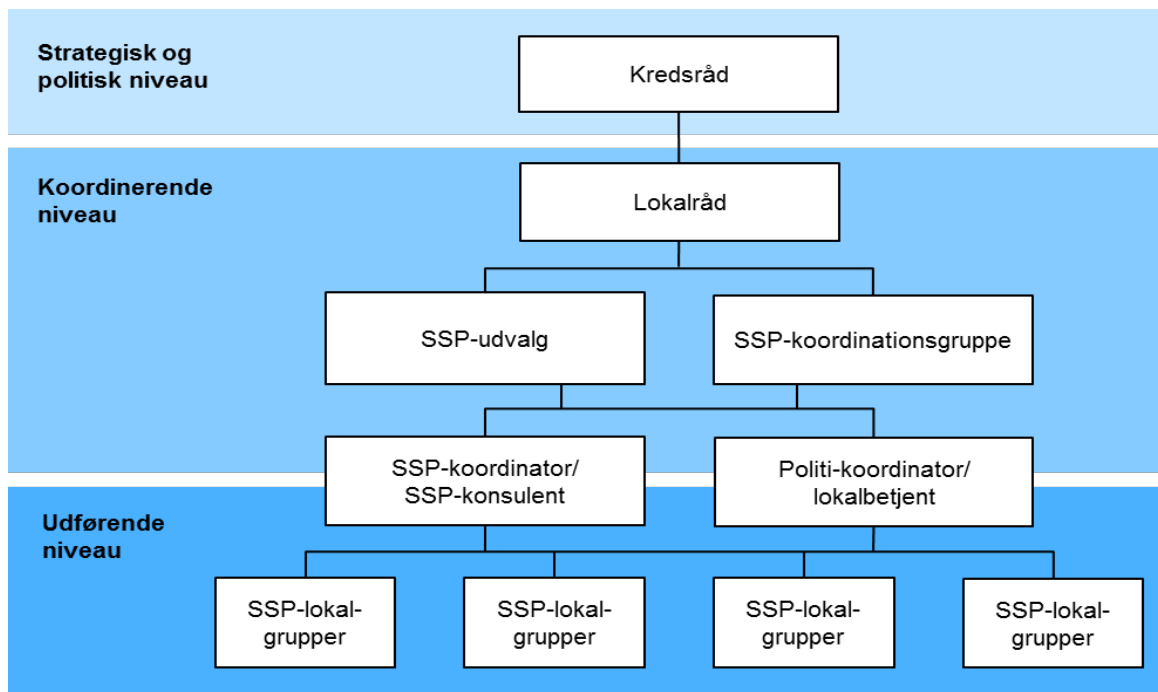 Strategisk og
politisk niveau
Kredsråd
Koordinerende
niveau
Lokalråd
SSP-udvalg
SSP-koordinationsgruppe
SSP-koordinator/
SSP-konsulent
Politi-koordinator/
lokalbetjent
Udførende
niveau
SSP-lokal-
grupper
SSP-lokal-
grupper
SSP-lokal-
grupper
SSP-lokal-
grupper